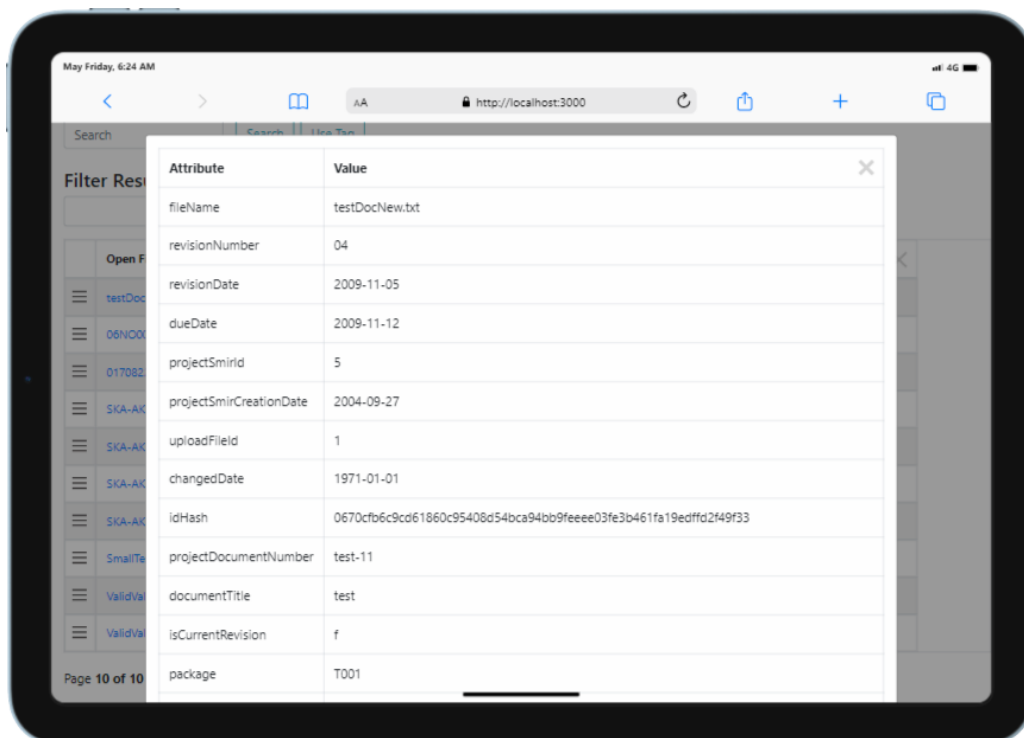 May Friday, 6:24 AM
4G
AA http://localhost:3000
Search Search Use Tag
Attribute Value
Filter Resu
fileName testDocNew.txt
revisionNumber 04
Open F
revisionDate 2009-11-05
testDoc
dueDate 2009-11-12
06NO00
projectSmirId 5
017082
projectSmirCreationDate 2004-09-27
SKA-AK
uploadFileId 1
SKA-AK
changedDate 1971-01-01
SKA-AK
idHash 0670cfb6c9cd61860c95408d54bca94bb9feeee03fe3b461fa19edffd2f49f33
SKA-AK
projectDocumentNumber test-11
SmallTe
documentTitle test
ValidVal
isCurrentRevision f
ValidVal
package T001
Page 10 of 10